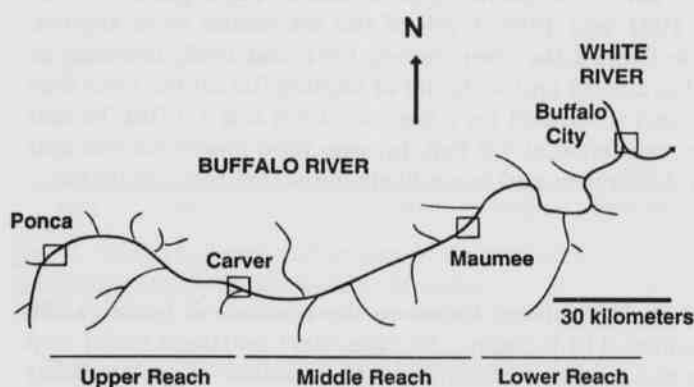 N
WHITE
RIVER
Buffalo
City
BUFFALO RIVER
Ponca
Carver
Maumee
30 kilometers
Upper Reach
Middle Reach
Lower Reach